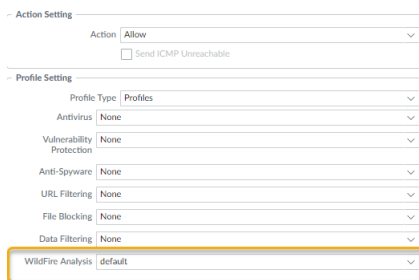 Action Setting
Action Allow
Send ICMP Unreachable
Profile Setting
Profile Type Profiles
Antivirus None
Vulnerability None
Protection
Anti-Spyware None
URL Filtering None
File Blocking None
Data Filtering None
WildFire Analysis default